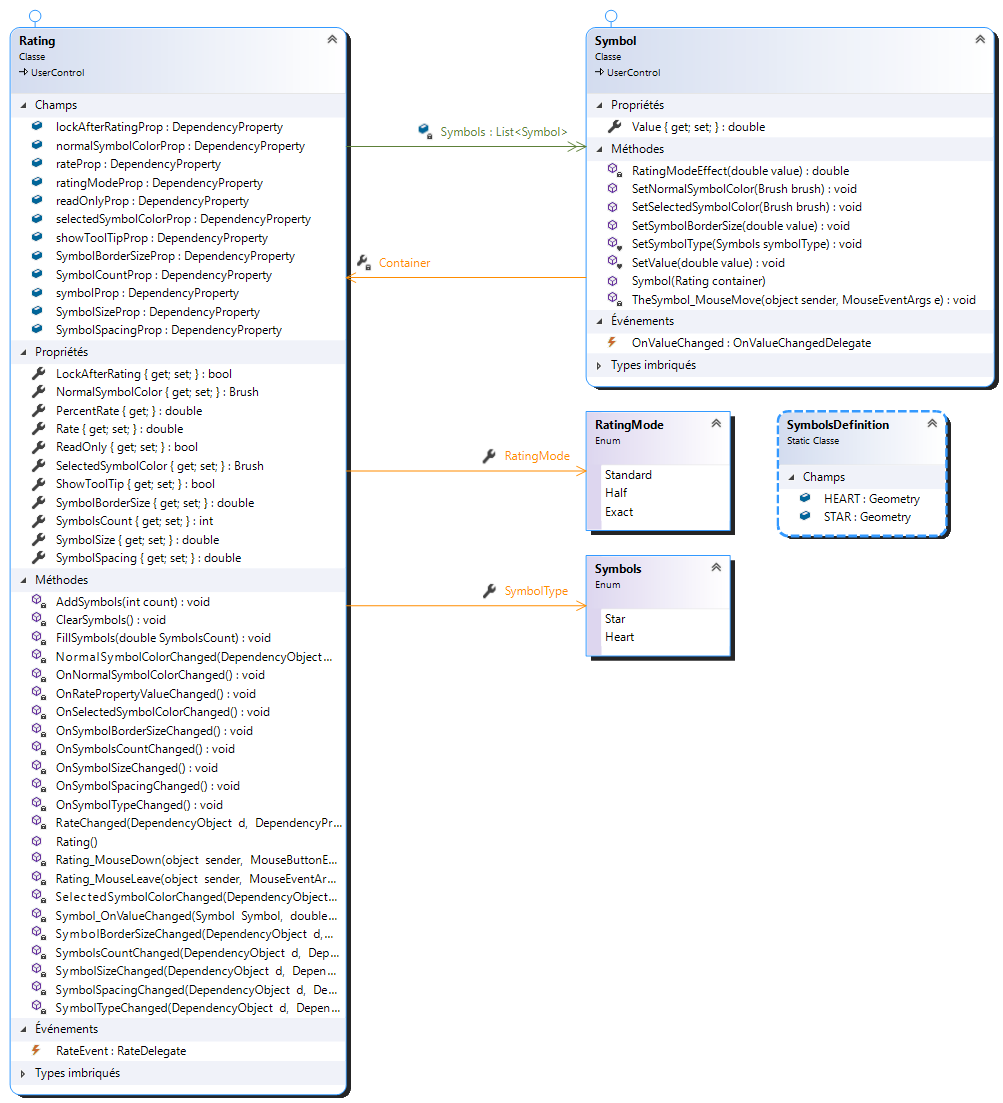 Rating
Classe
UserControl
Champs
lockAfterRatingProp : DependencyProperty
normalSymbolColorProp : DependencyProperty
rateProp : DependencyProperty
ratingModeProp : DependencyProperty
readOnlyProp : DependencyProperty
selectedSymbolColorProp : DependencyProperty
showToolTipProp : DependencyProperty
SymbolBorderSizeProp : DependencyProperty
SymbolCountProp : DependencyProperty
symbolProp : DependencyProperty
SymbolSizeProp : DependencyProperty
SymbolSpacingProp : DependencyProperty
Propriétés
LockAfterRating { get; set; } : bool
NormalSymbolColor { get; set; } : Brush
PercentRate { get; } : double
Rate { get; set; } : double
ReadOnly { get; set; } : bool
SelectedSymbolColor { get; set; } : Brush
ShowToolTip { get; set; } : bool
SymbolBorderSize { get; set; } : double
SymbolsCount { get; set; } : int
SymbolSize { get; set; } : double
SymbolSpacing { get; set; } : double
Méthodes
AddSymbols(int count) : void
ClearSymbols() : void
FillSymbols(double SymbolsCount) : void
NormalSymbolColorChanged(DependencyObject...
OnNormalSymbolColorChanged() : void
OnRatePropertyValueChanged() : void
OnSelectedSymbolColorChanged() : void
OnSymbolBorderSizeChanged() : void
OnSymbolsCountChanged() : void
OnSymbolSizeChanged() : void
OnSymbolSpacingChanged() : void
OnSymbolTypeChanged() : void
RateChanged(DependencyObject d, DependencyPr...
Rating()
Rating_MouseDown(object sender, MouseButtonE...
Rating_MouseLeave(object sender, MouseEventAr...
SelectedSymbolColorChanged(DependencyObject...
Symbol_OnValueChanged(Symbol Symbol, double...
SymbolBorderSizeChanged(DependencyObject d,...
SymbolsCountChanged(DependencyObject d, Dep...
SymbolSizeChanged(DependencyObject d, Depen...
SymbolSpacingChanged(DependencyObject d, De...
SymbolTypeChanged(DependencyObject d, Depen...
Événements
RateEvent : RateDelegate
Types imbriqués
Symbols : List<Symbol>
Container
RatingMode
SymbolType
Symbol
Classe
UserControl
Propriétés
Value { get; set; } : double
Méthodes
RatingModeEffect(double value) : double
SetNormalSymbolColor(Brush brush) : void
SetSelectedSymbolColor(Brush brush) : void
SetSymbolBorderSize(double value) : void
SetSymbolType(Symbols symbolType) : void
SetValue(double value) : void
Symbol(Rating container)
TheSymbol_MouseMove(object sender, MouseEventArgs e) : void
Événements
OnValueChanged : OnValueChangedDelegate
Types imbriqués
RatingMode
Enum
Standard
Half
Exact
SymbolsDefinition
Static Classe
Champs
HEART : Geometry
STAR : Geometry
Symbols
Enum
Star
Heart